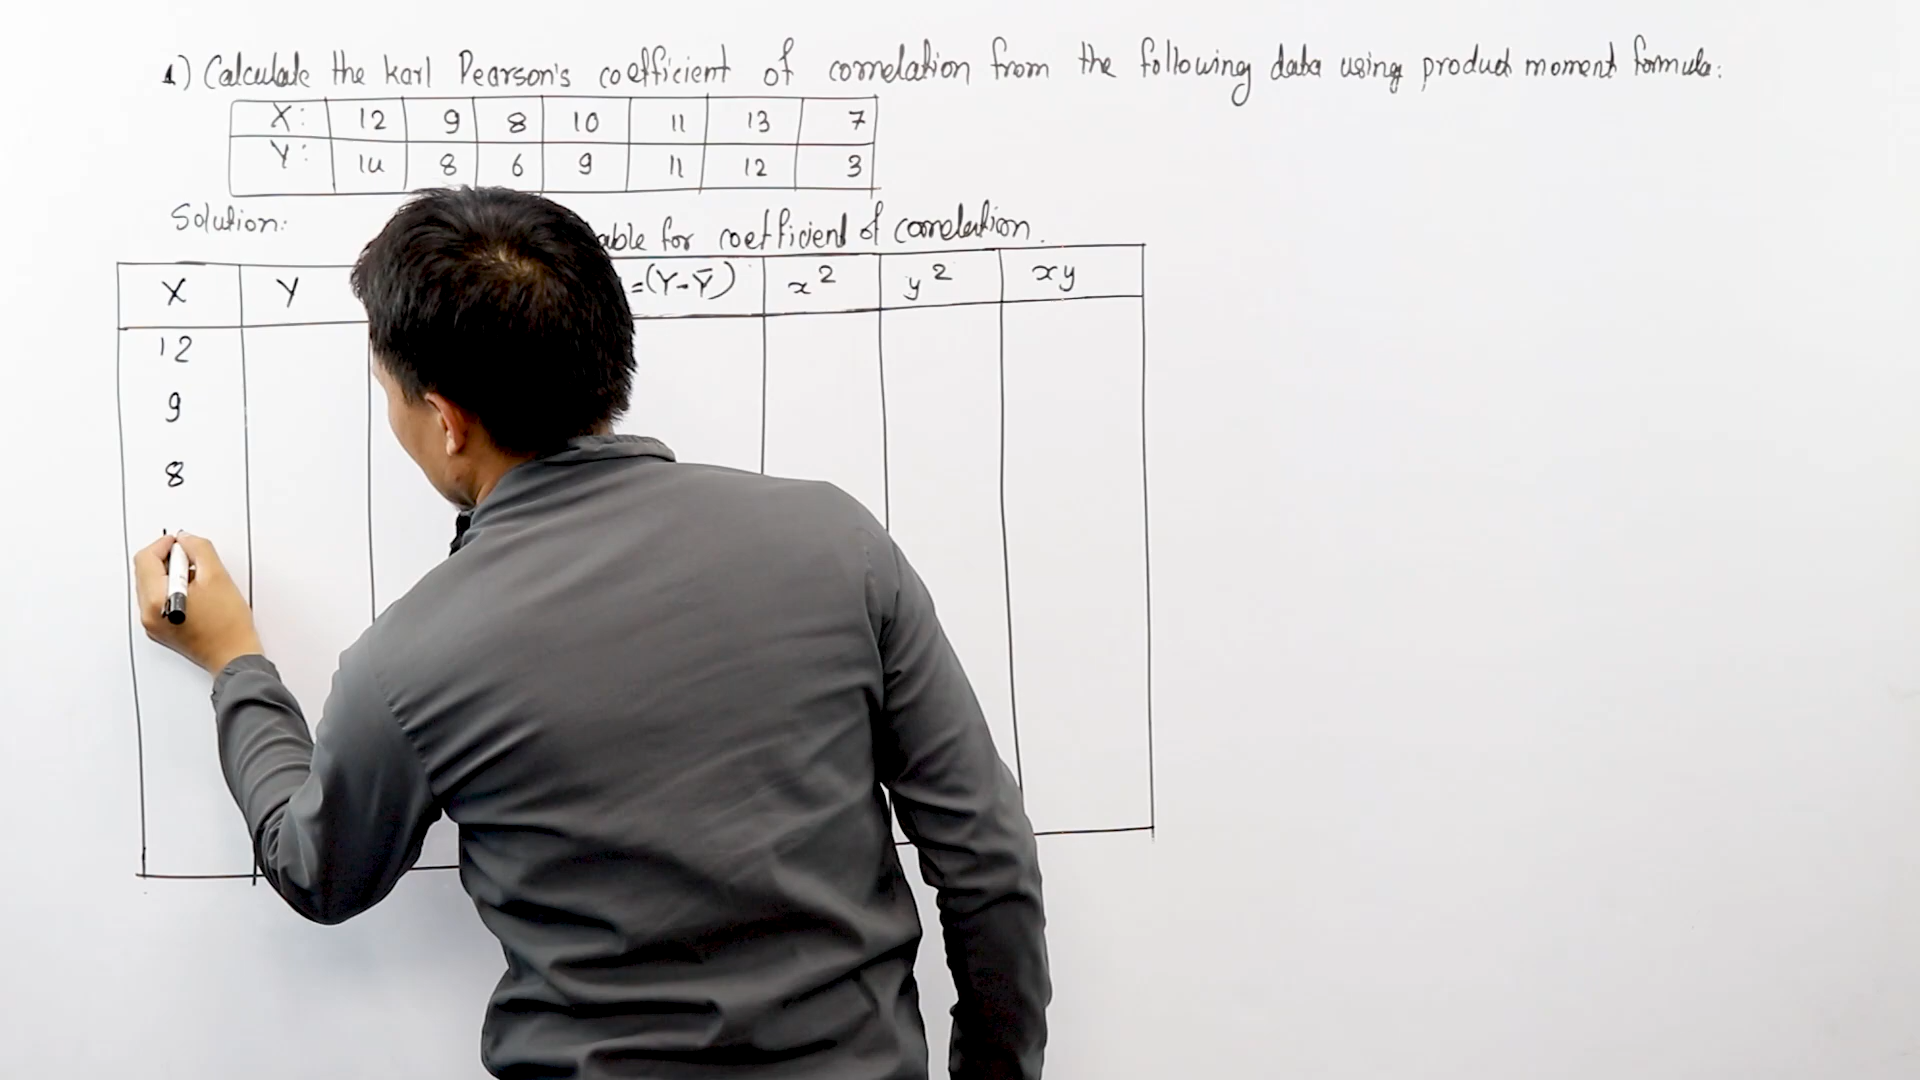 1) Calculate the karl Pearson's coefficient of correlation from the following data using product moment formula:
X: 12 9 8 10 11 13 7
Y: 14 8 6 9 11 12 3
Solution:
able for coefficient of correlation.
X Y =(Y-Ȳ) x² y² xy
12
9
8